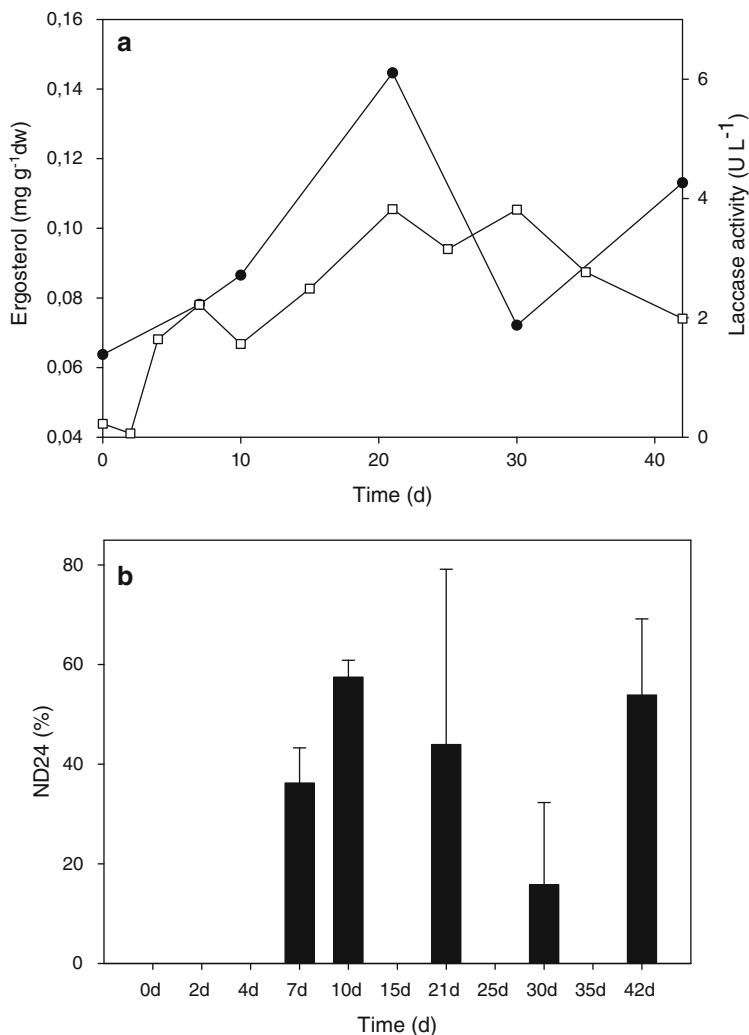 a
0,16
0,14
0,12
0,10
0,08
0,06
0,04
Ergosterol (mg g-1dw)
6
4
2
0
Laccase activity (U L-1)
0 10 20 30 40
Time (d)
b
80
60
40
20
0
ND24 (%)
0d 2d 4d 7d 10d 15d 21d 25d 30d 35d 42d
Time (d)